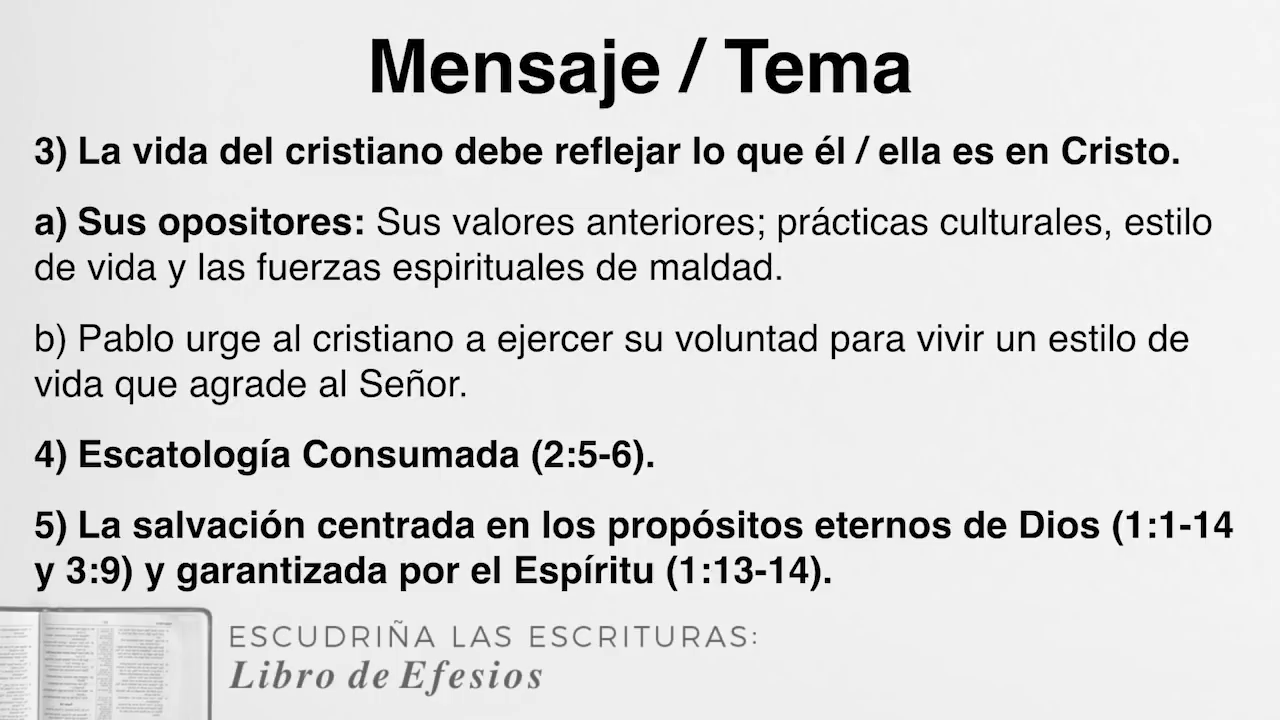 Mensaje / Tema
3) La vida del cristiano debe reflejar lo que él / ella es en Cristo.
a) Sus opositores: Sus valores anteriores; prácticas culturales, estilo
de vida y las fuerzas espirituales de maldad.
b) Pablo urge al cristiano a ejercer su voluntad para vivir un estilo de
vida que agrade al Señor.
4) Escatología Consumada (2:5-6).
5) La salvación centrada en los propósitos eternos de Dios (1:1-14
y 3:9) y garantizada por el Espíritu (1:13-14).
ESCUDRIÑA LAS ESCRITURAS:
Libro de Efesios